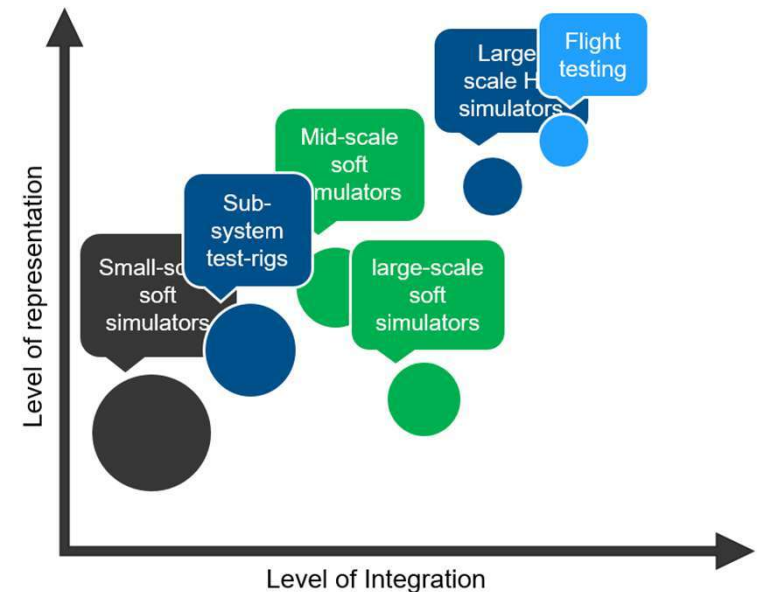 Flight
testing
Large
scale H
simulators
Mid-scale
soft
mulators
Sub-
system
test-rigs
Small-sc
soft
simulators
large-scale
soft
simulators
Level of representation
Level of Integration